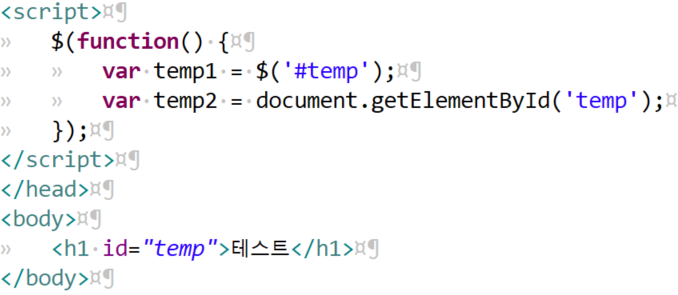 <script>
$(function() {
var temp1 = $('#temp');
var temp2 = document.getElementById('temp');
});
</script>
</head>
<body>
<h1 id="temp">테스트</h1>
</body>